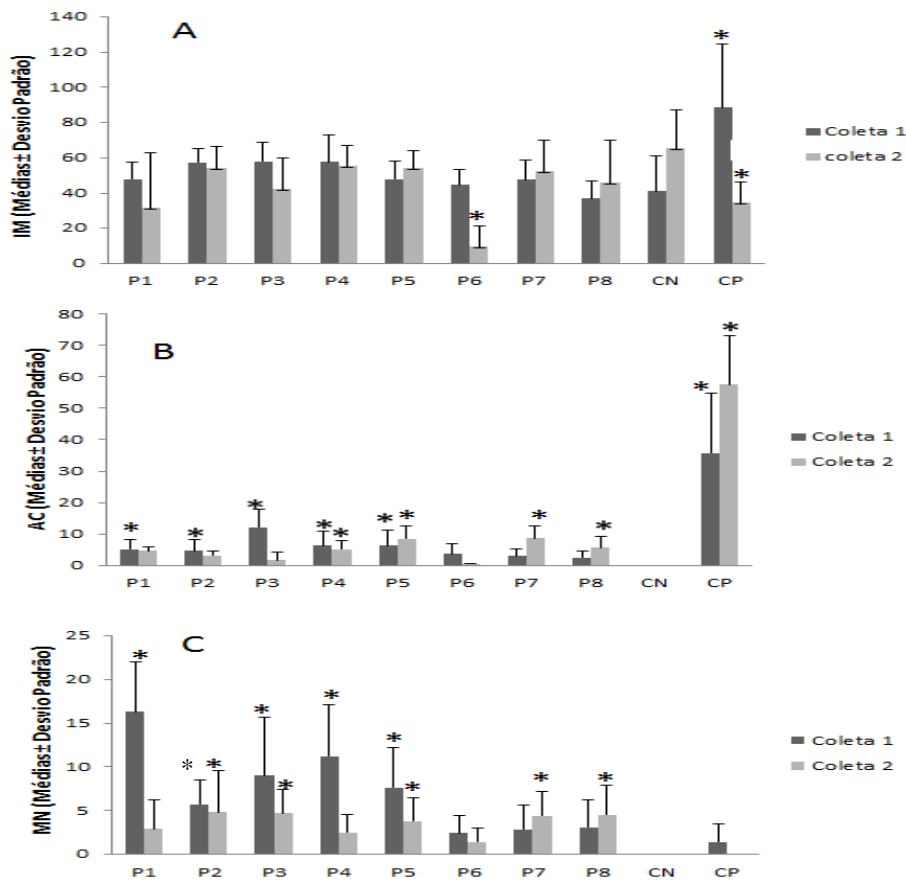 A
IM (Médias± Desvio Padrão)
140
120
100
80
60
40
20
0
* * *
P1 P2 P3 P4 P5 P6 P7 P8 CN CP
Coleta 1
coleta 2
B
AC (Médias± Desvio Padrão)
80
70
60
50
40
30
20
10
0
* * * * * * * * * * *
P1 P2 P3 P4 P5 P6 P7 P8 CN CP
Coleta 1
Coleta 2
C
MN (Médias± Desvio Padrão)
25
20
15
10
5
0
* * * * * * * * * *
P1 P2 P3 P4 P5 P6 P7 P8 CN CP
Coleta 1
Coleta 2